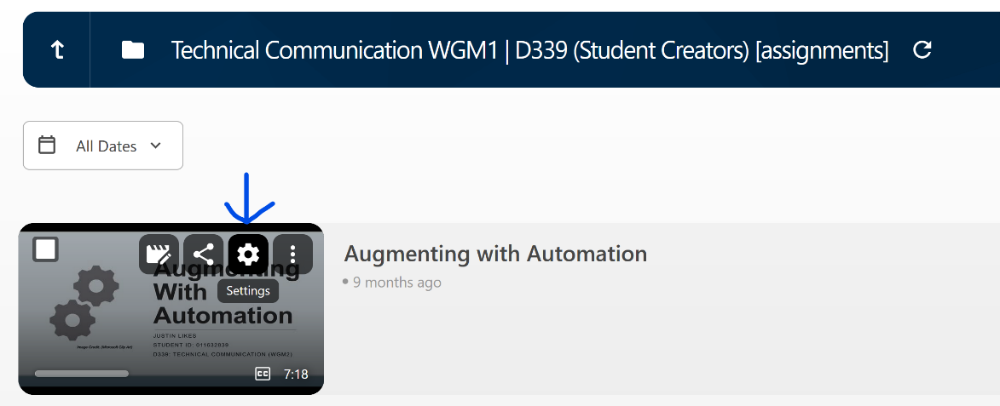 Technical Communication WGM1 | D339 (Student Creators) [assignments]
All Dates
Augmenting
With
Settings
Automation
JUSTIN LIKES
STUDENT ID: 011632839
D339: TECHNICAL COMMUNICATION (WGM2)
Image Credit: (Microsoft Clip Art)
CC 7:18
Augmenting with Automation
• 9 months ago